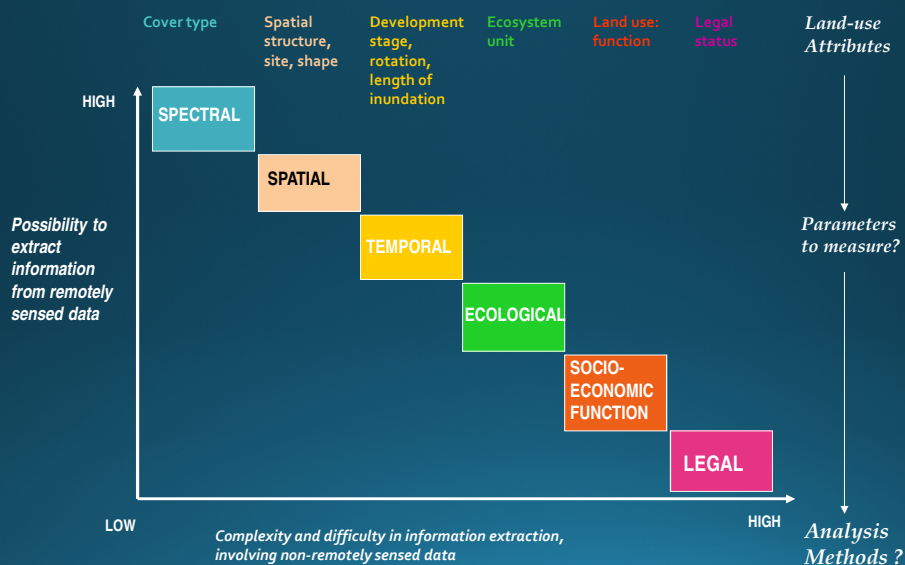 Cover type
Spatial
structure,
site, shape
Development
stage,
rotation,
length of
inundation
Ecosystem
unit
Land use:
function
Legal
status
Land-use
Attributes
HIGH
SPECTRAL
SPATIAL
TEMPORAL
ECOLOGICAL
SOCIO-
ECONOMIC
FUNCTION
LEGAL
Possibility to
extract
information
from remotely
sensed data
Parameters
to measure?
LOW
HIGH
Complexity and difficulty in information extraction,
involving non-remotely sensed data
Analysis
Methods ?